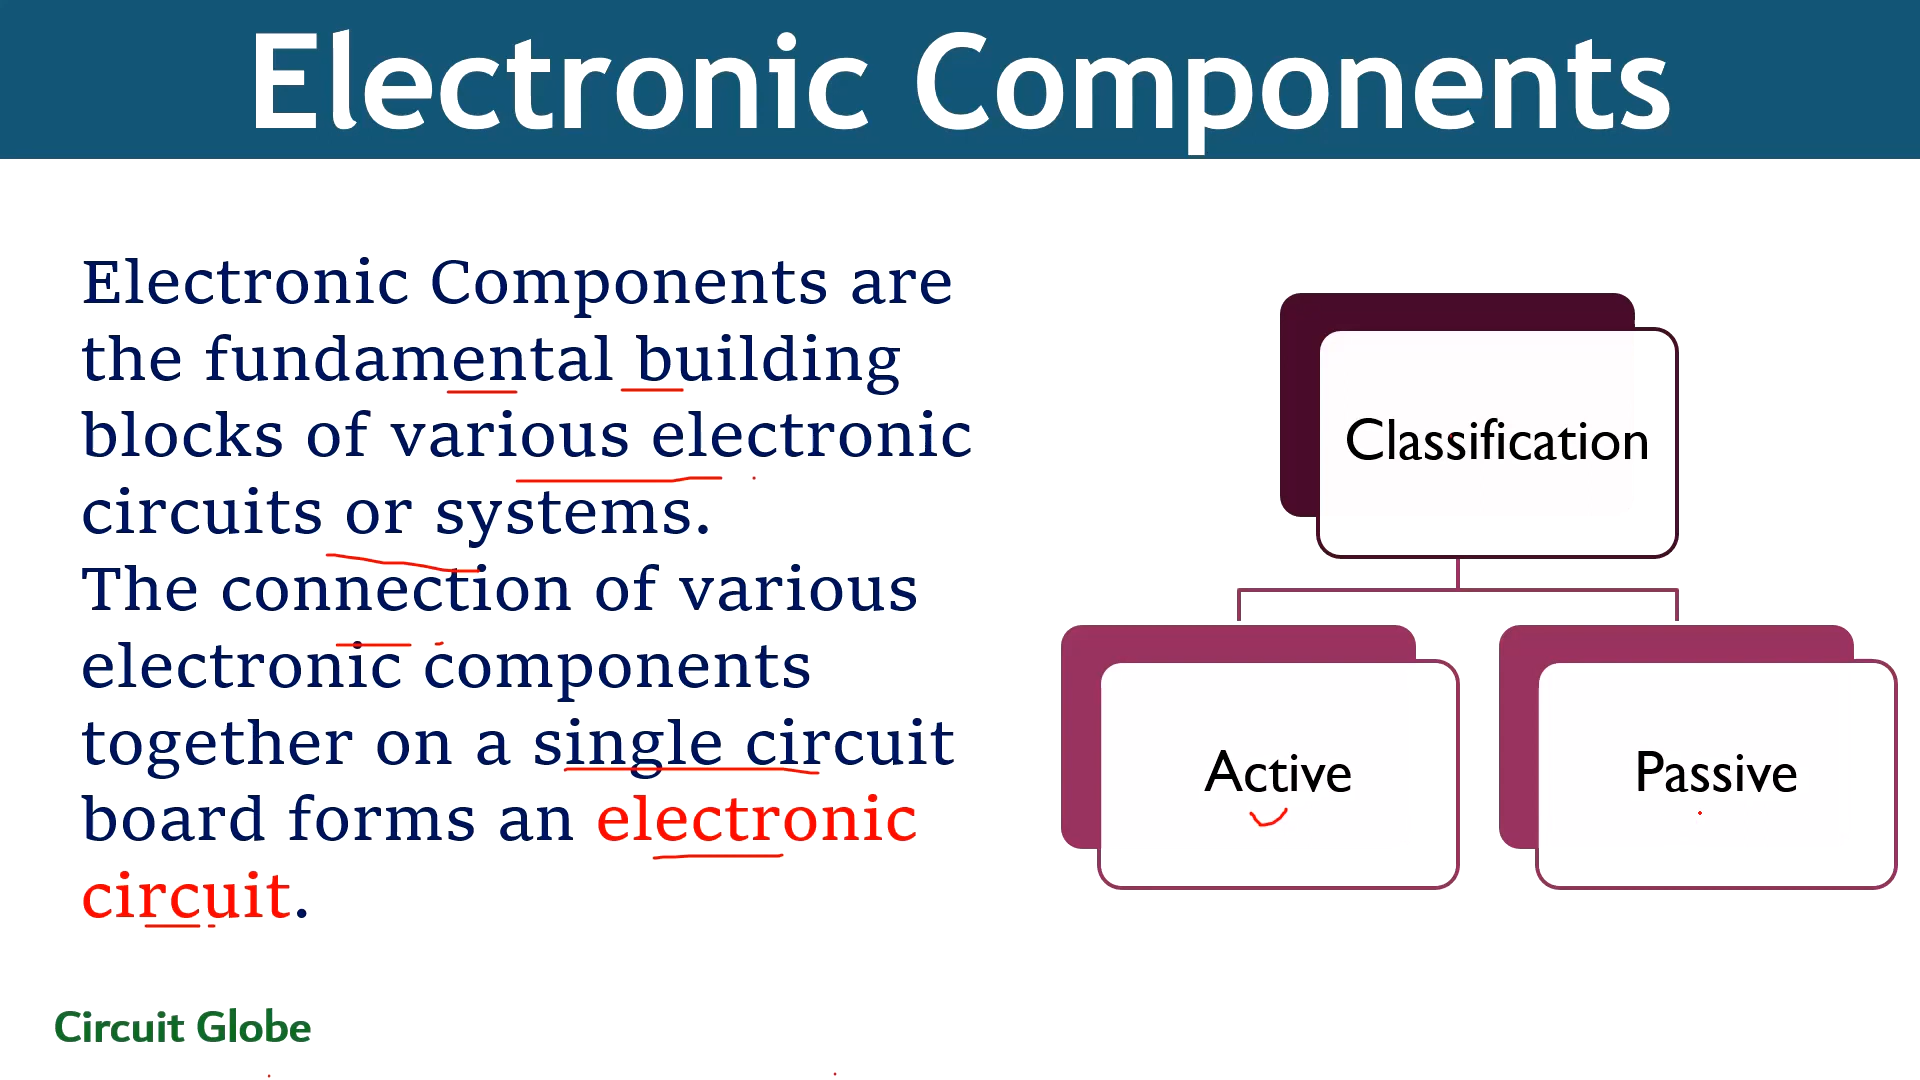 Electronic Components
Electronic Components are
the fundamental building
blocks of various electronic
circuits or systems.
The connection of various
electronic components
together on a single circuit
board forms an electronic
circuit.
Classification
Active
Passive
Circuit Globe